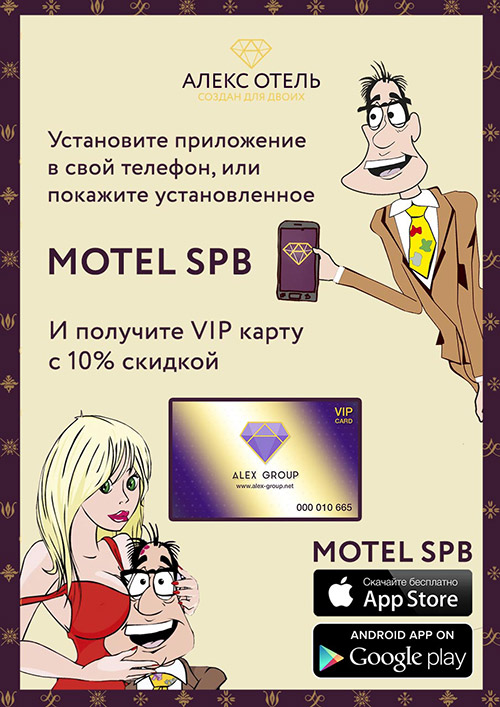 АЛЕКС ОТЕЛЬ
СОЗДАН ДЛЯ ДВОИХ
Установите приложение
в свой телефон, или
покажите установленное
MOTEL SPB
И получите VIP карту
с 10% скидкой
VIP
CARD
ALEX GROUP
www.alex-group.net
000 010 665
MOTEL SPB
Скачайте бесплатно
App Store
ANDROID APP ON
Google play